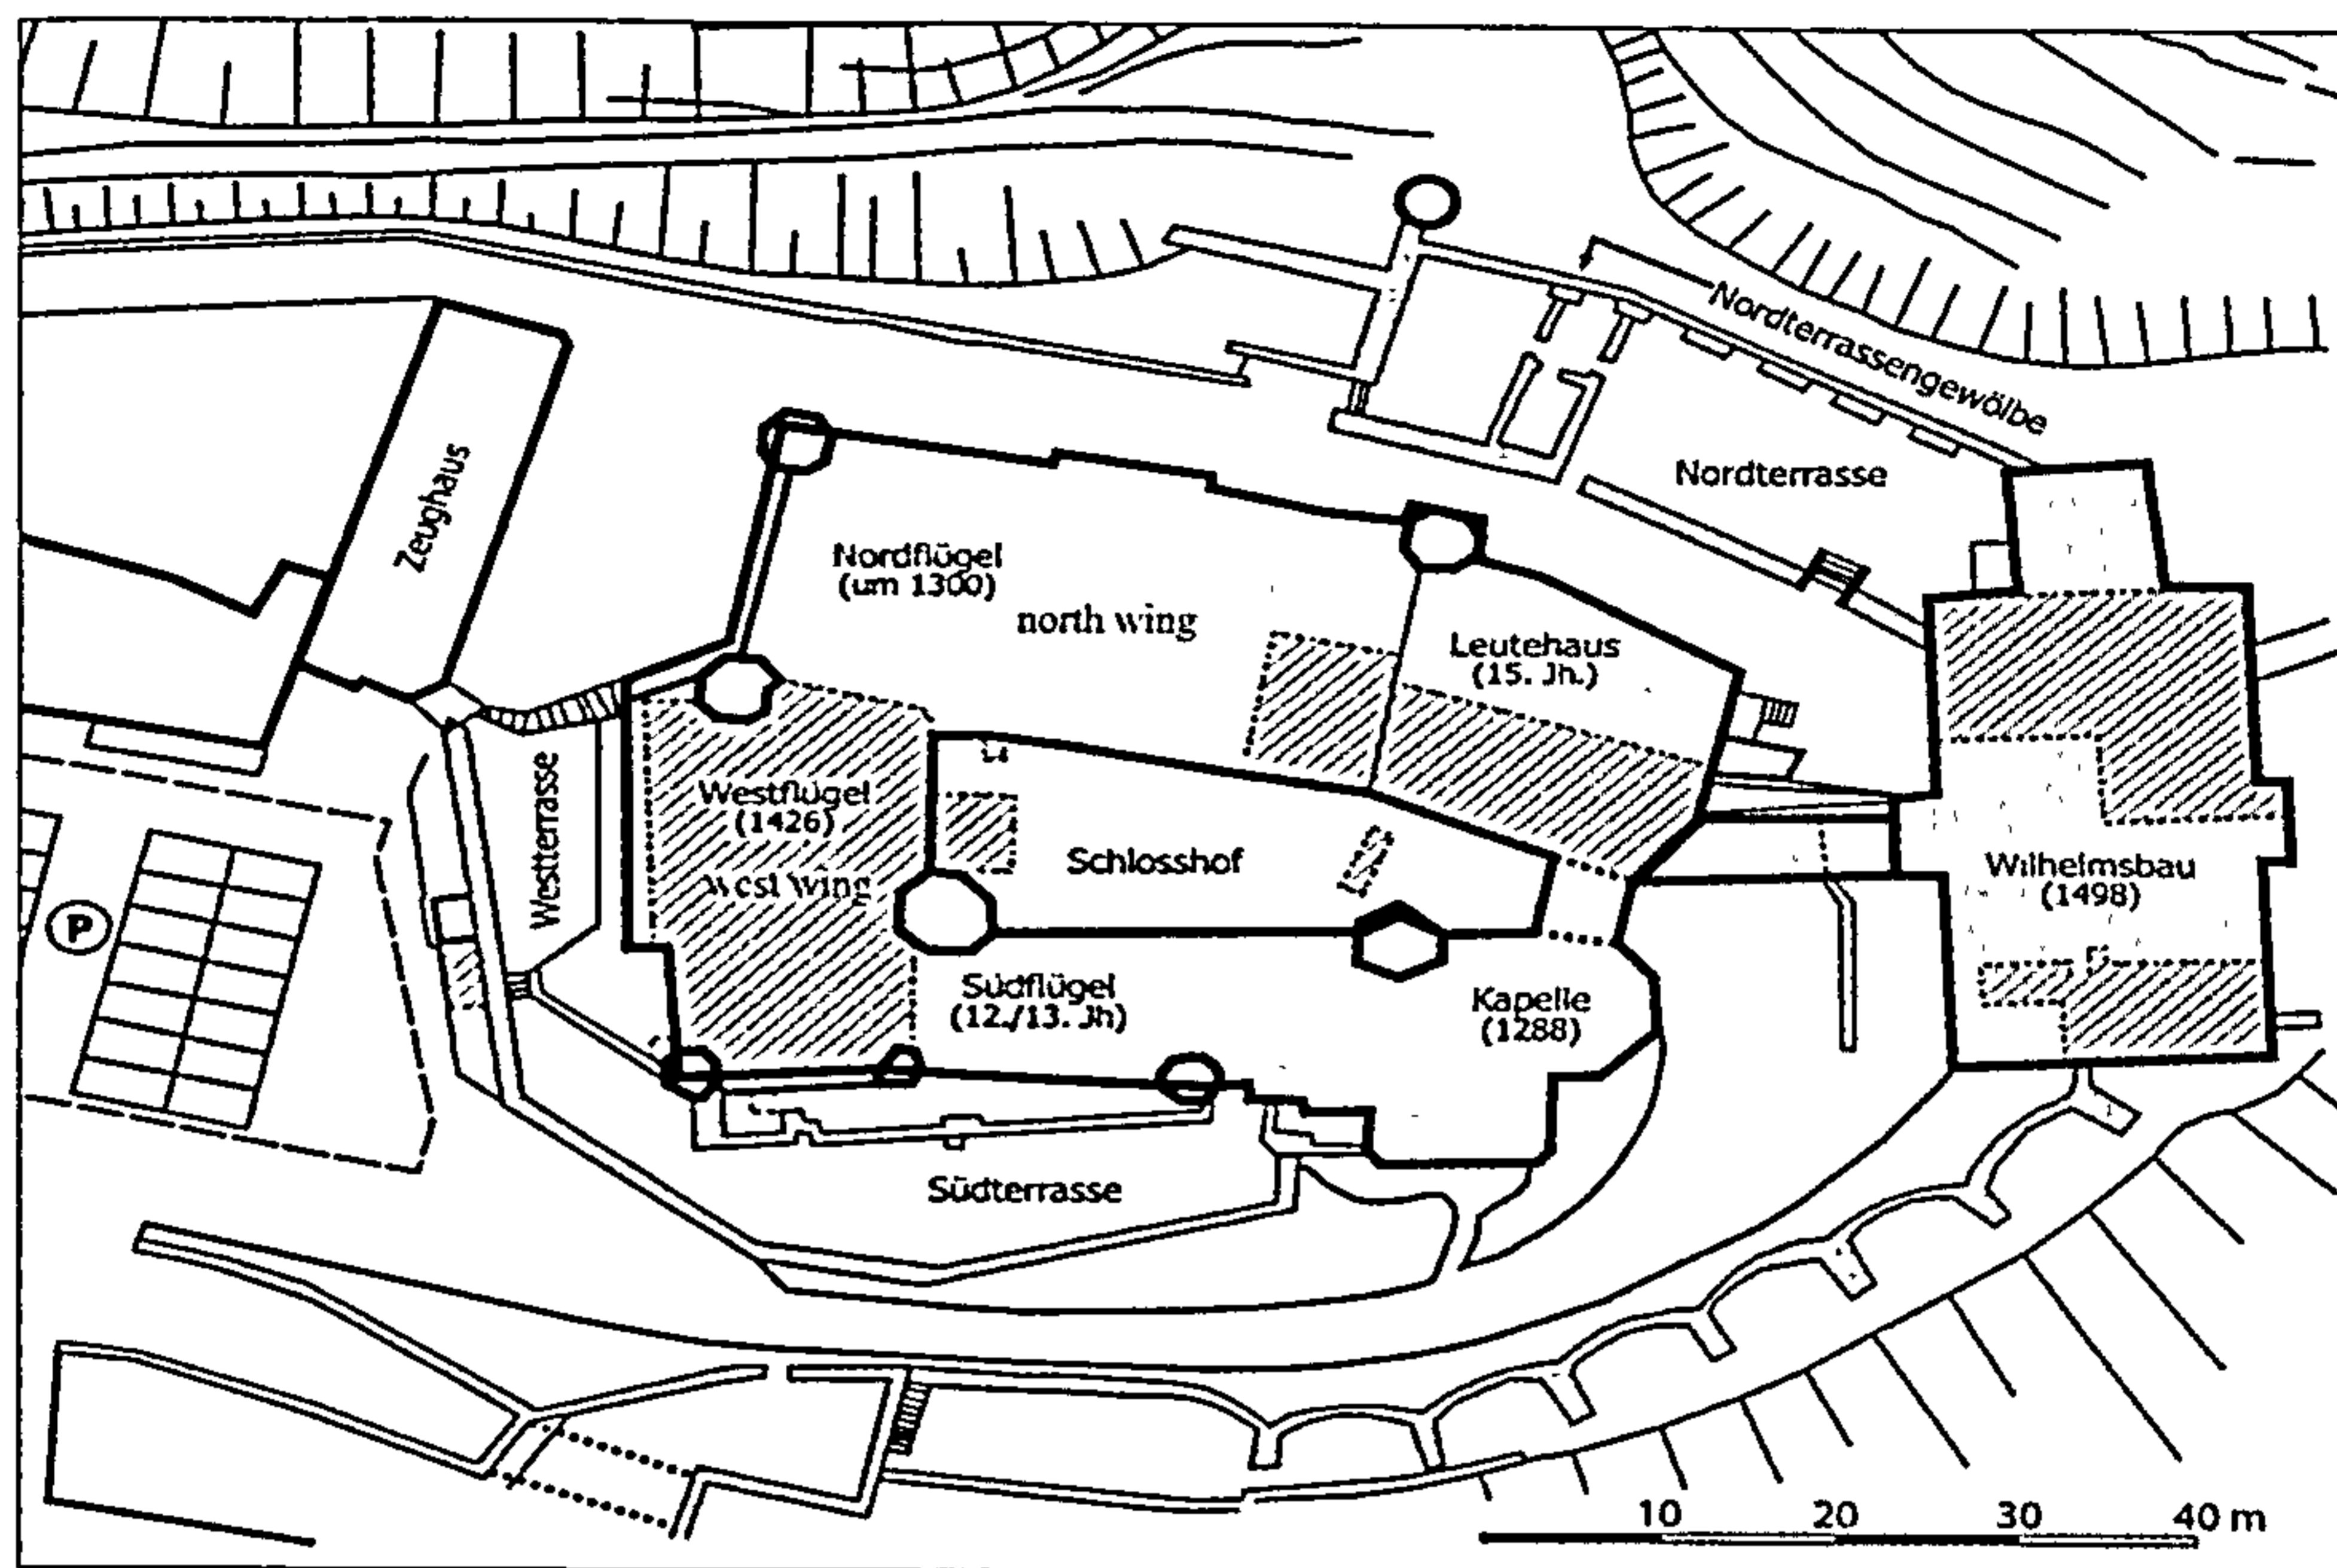 Nordterrassengewölbe
Nordterrasse
Zeughaus
Nordflügel
(um 1300)
north wing
Leutehaus
(15. Jh.)
Westterrasse
Westflügel
(1426)
west wing
Schlosshof
Wilhelmsbau
(1498)
P
Südflügel
(12./13. Jh)
Kapelle
(1288)
Südterrasse
10 20 30 40 m